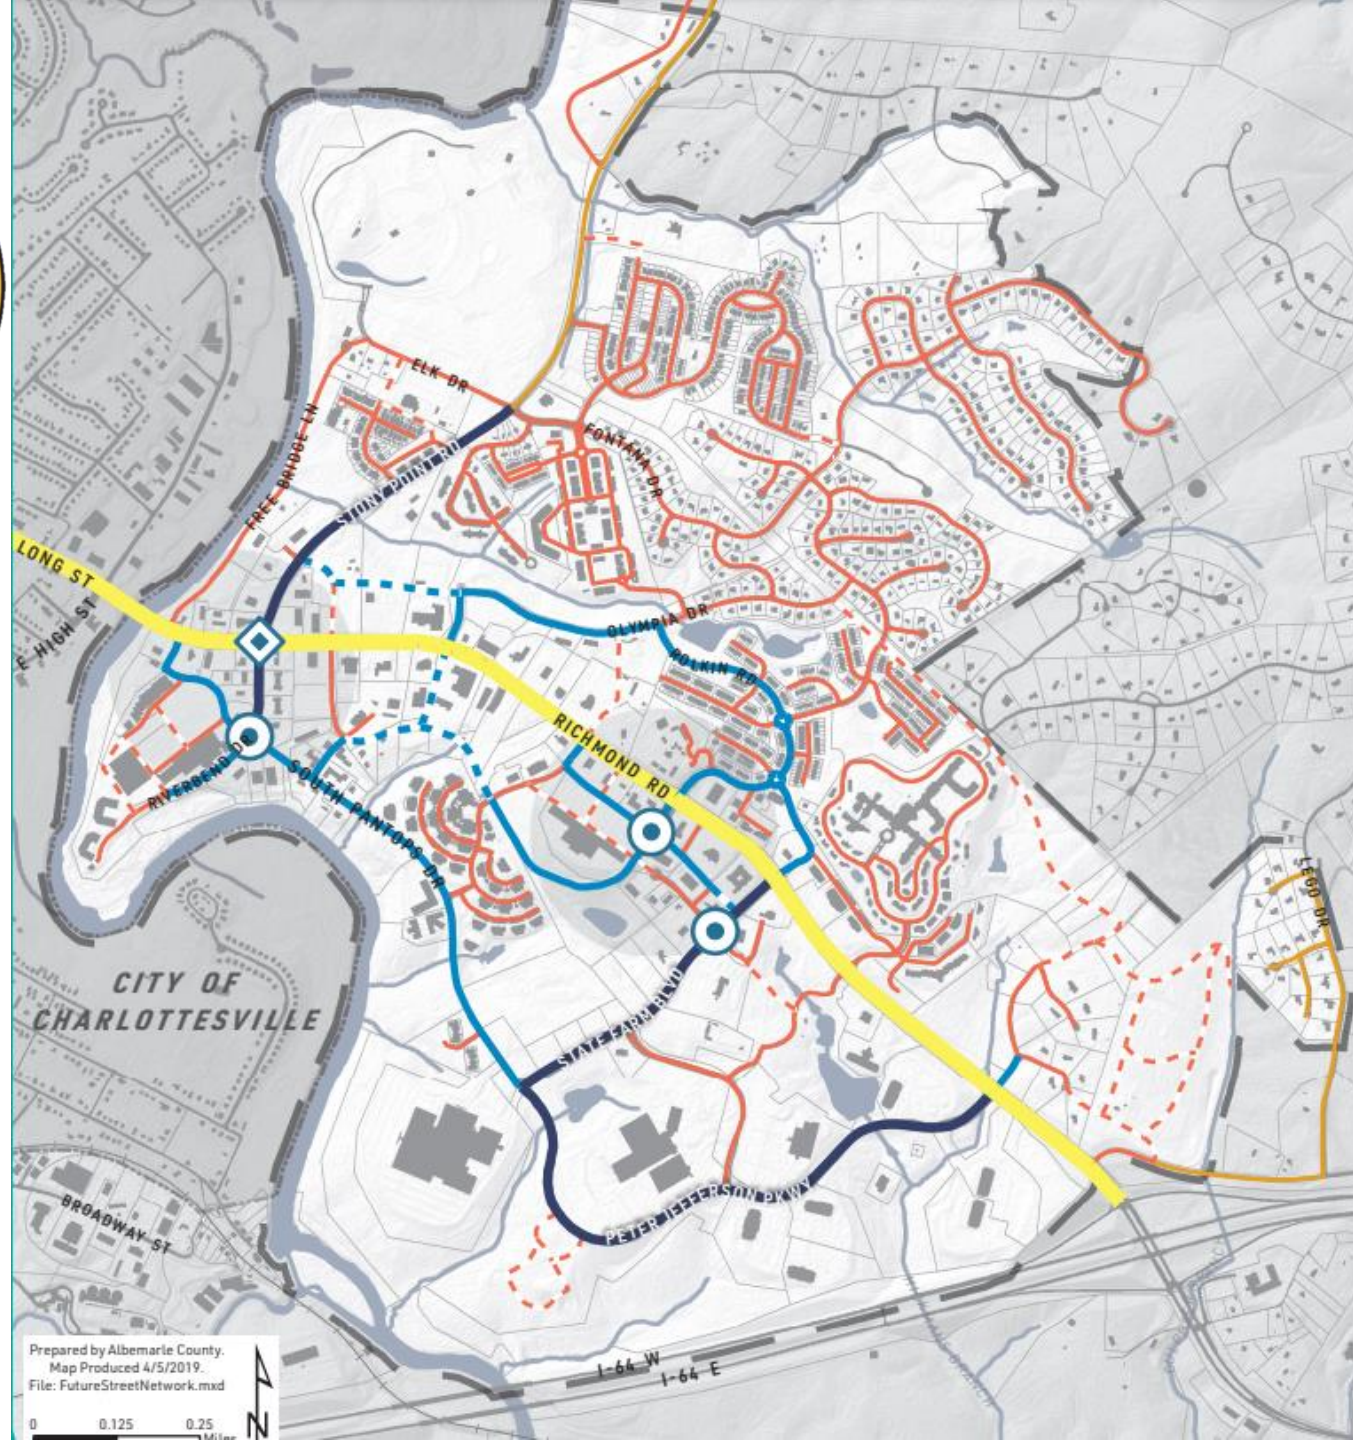 ELK DR
FONTANA DR
FREE BRIDGE LN
STONY POINT RD
LONG ST
E HIGH ST
OLYMPIA DR
ROLKIN RD
RICHMOND RD
RIVERBEND DR
SOUTH PANTOPS DR
LEGO DR
CITY OF
CHARLOTTESVILLE
STATE FARM BLVD
PETER JEFFERSON PKWY
BROADWAY ST
Prepared by Albemarle County.
Map Produced 4/5/2019.
File: FutureStreetNetwork.mxd
I-64 W
I-64 E
0 0.125 0.25
Miles
N